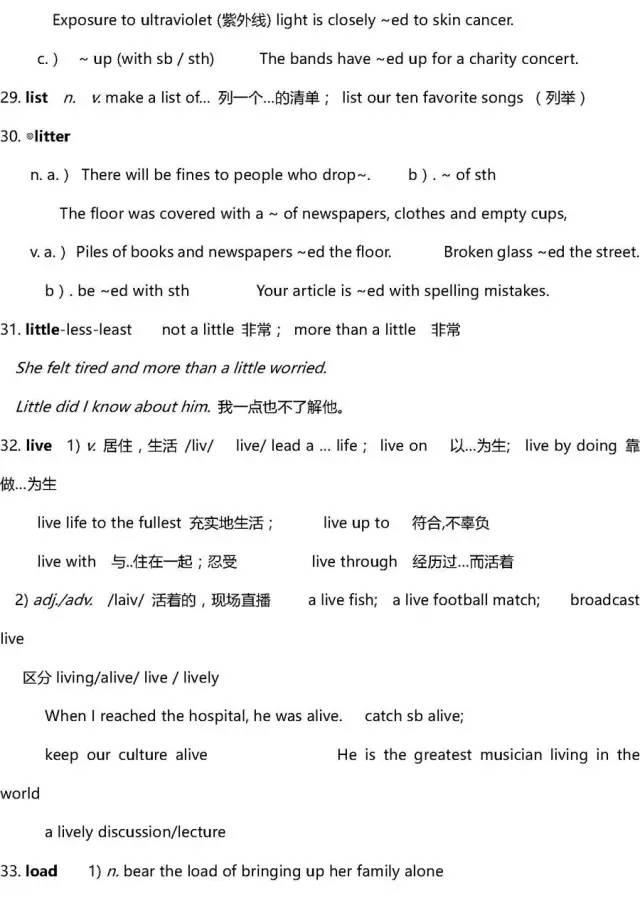 Exposure to ultraviolet (紫外线) light is closely ~ed to skin cancer.
c.） ~ up (with sb / sth) The bands have ~ed up for a charity concert.
29. list n. v. make a list of... 列一个...的清单； list our ten favorite songs （列举）
30. ®litter
n. a.） There will be fines to people who drop~. b）. ~ of sth
The floor was covered with a ~ of newspapers, clothes and empty cups,
v. a.）Piles of books and newspapers ~ed the floor. Broken glass ~ed the street.
b）. be ~ed with sth Your article is ~ed with spelling mistakes.
31. little-less-least not a little 非常； more than a little 非常
She felt tired and more than a little worried.
Little did I know about him. 我一点也不了解他。
32. live 1) v. 居住，生活 /liv/ live/ lead a ... life； live on 以...为生; live by doing 靠
做...为生
live life to the fullest 充实地生活； live up to 符合,不辜负
live with 与..住在一起；忍受 live through 经历过...而活着
2) adj./adv. /laiv/ 活着的，现场直播 a live fish; a live football match; broadcast
live
区分 living/alive/ live / lively
When I reached the hospital, he was alive. catch sb alive;
keep our culture alive He is the greatest musician living in the
world
a lively discussion/lecture
33. load 1) n. bear the load of bringing up her family alone